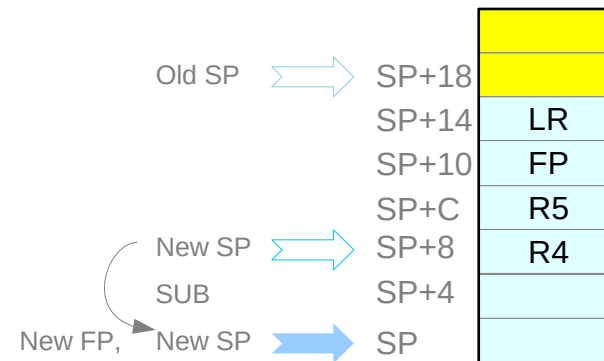 Old SP SP+18
SP+14 LR
SP+10 FP
SP+C R5
New SP SP+8 R4
SUB SP+4
New FP, New SP SP